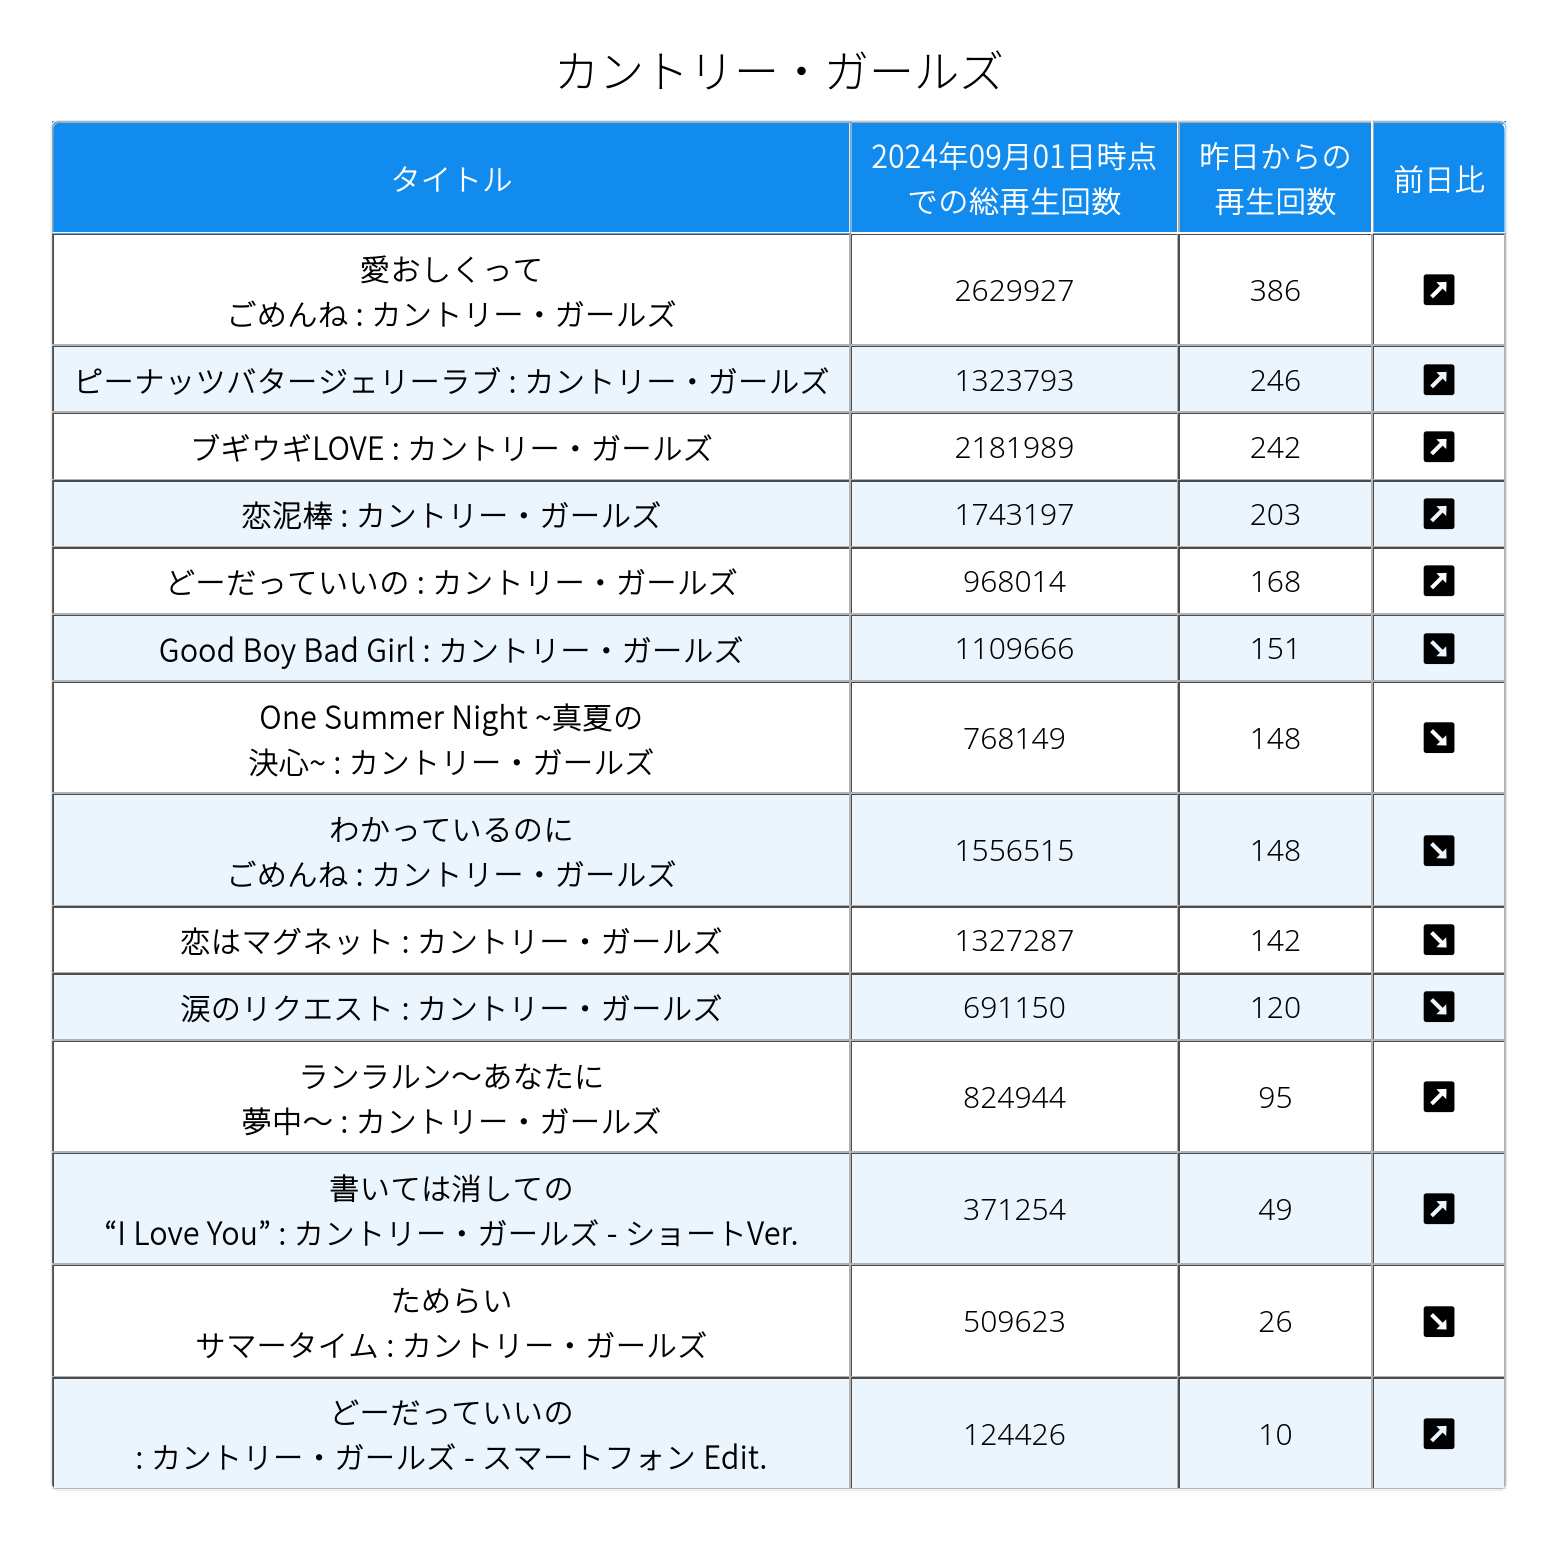 カントリー・ガールズ
タイトル
2024年09月01日時点
での総再生回数
昨日からの
再生回数
前日比
愛おしくって
ごめんね : カントリー・ガールズ
2629927
386
ピーナッツバタージェリーラブ : カントリー・ガールズ
1323793
246
ブギウギLOVE : カントリー・ガールズ
2181989
242
恋泥棒 : カントリー・ガールズ
1743197
203
どーだっていいの : カントリー・ガールズ
968014
168
Good Boy Bad Girl : カントリー・ガールズ
1109666
151
One Summer Night ~真夏の
決心~ : カントリー・ガールズ
768149
148
わかっているのに
ごめんね : カントリー・ガールズ
1556515
148
恋はマグネット : カントリー・ガールズ
1327287
142
涙のリクエスト : カントリー・ガールズ
691150
120
ランラルン〜あなたに
夢中〜 : カントリー・ガールズ
824944
95
書いては消しての
“I Love You” : カントリー・ガールズ - ショートVer.
371254
49
ためらい
サマータイム : カントリー・ガールズ
509623
26
どーだっていいの
: カントリー・ガールズ - スマートフォン Edit.
124426
10